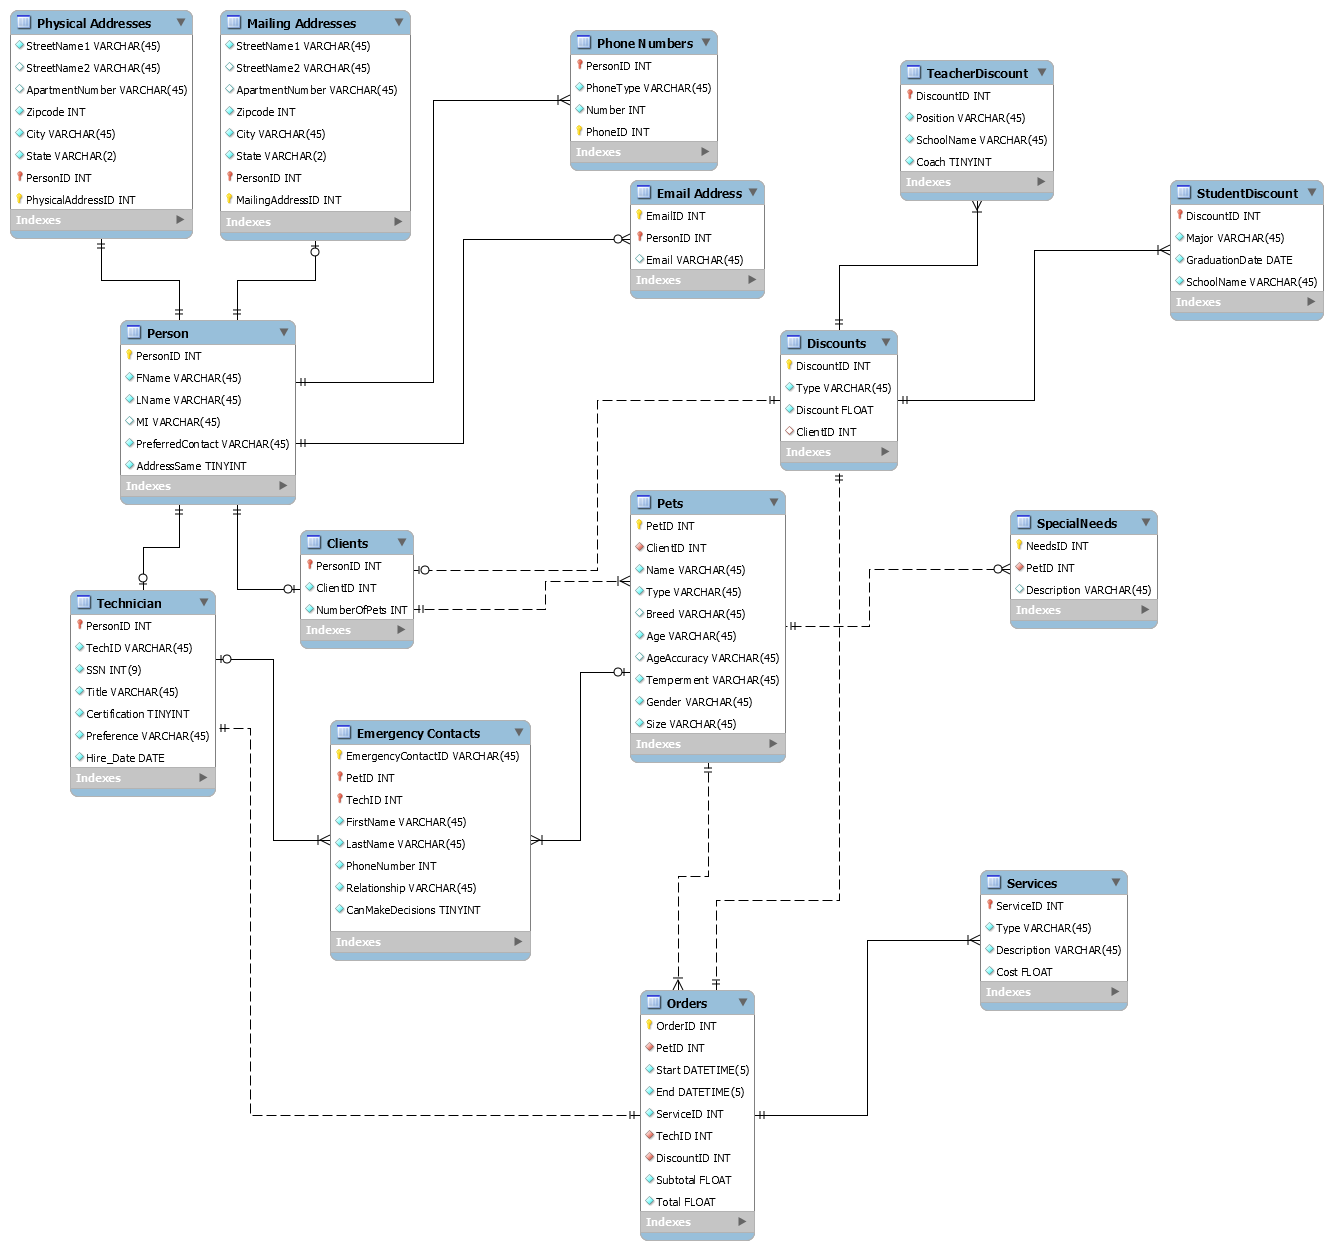 Physical Addresses
StreetName1 VARCHAR(45)
StreetName2 VARCHAR(45)
ApartmentNumber VARCHAR(45)
Zipcode INT
City VARCHAR(45)
State VARCHAR(2)
PersonID INT
PhysicalAddressID INT
Indexes
Mailing Addresses
StreetName1 VARCHAR(45)
StreetName2 VARCHAR(45)
ApartmentNumber VARCHAR(45)
Zipcode INT
City VARCHAR(45)
State VARCHAR(2)
PersonID INT
MailingAddressID INT
Indexes
Phone Numbers
PersonID INT
PhoneType VARCHAR(45)
Number INT
PhoneID INT
Indexes
Email Address
EmailID INT
PersonID INT
Email VARCHAR(45)
Indexes
TeacherDiscount
DiscountID INT
Position VARCHAR(45)
SchoolName VARCHAR(45)
Coach TINYINT
Indexes
StudentDiscount
DiscountID INT
Major VARCHAR(45)
GraduationDate DATE
SchoolName VARCHAR(45)
Indexes
Person
PersonID INT
FName VARCHAR(45)
LName VARCHAR(45)
MI VARCHAR(45)
PreferredContact VARCHAR(45)
AddressSame TINYINT
Indexes
Discounts
DiscountID INT
Type VARCHAR(45)
Discount FLOAT
ClientID INT
Indexes
Clients
PersonID INT
ClientID INT
NumberOfPets INT
Indexes
Pets
PetID INT
ClientID INT
Name VARCHAR(45)
Type VARCHAR(45)
Breed VARCHAR(45)
Age VARCHAR(45)
AgeAccuracy VARCHAR(45)
Temperment VARCHAR(45)
Gender VARCHAR(45)
Size VARCHAR(45)
Indexes
SpecialNeeds
NeedsID INT
PetID INT
Description VARCHAR(45)
Indexes
Technician
PersonID INT
TechID VARCHAR(45)
SSN INT(9)
Title VARCHAR(45)
Certification TINYINT
Preference VARCHAR(45)
Hire_Date DATE
Indexes
Emergency Contacts
EmergencyContactID VARCHAR(45)
PetID INT
TechID INT
FirstName VARCHAR(45)
LastName VARCHAR(45)
PhoneNumber INT
Relationship VARCHAR(45)
CanMakeDecisions TINYINT
Indexes
Services
ServiceID INT
Type VARCHAR(45)
Description VARCHAR(45)
Cost FLOAT
Indexes
Orders
OrderID INT
PetID INT
Start DATETIME(5)
End DATETIME(5)
ServiceID INT
TechID INT
DiscountID INT
Subtotal FLOAT
Total FLOAT
Indexes